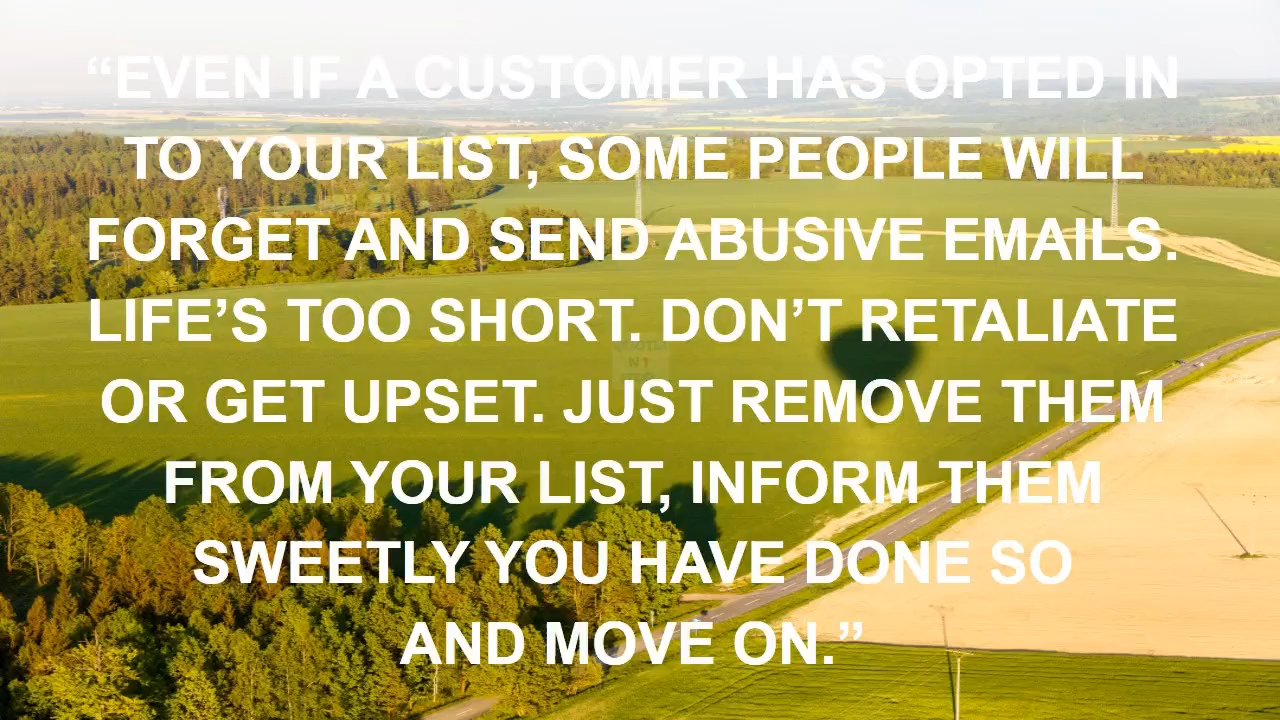 “EVEN IF A CUSTOMER HAS OPTED IN
TO YOUR LIST, SOME PEOPLE WILL
FORGET AND SEND ABUSIVE EMAILS.
LIFE’S TOO SHORT. DON’T RETALIATE
OR GET UPSET. JUST REMOVE THEM
FROM YOUR LIST, INFORM THEM
SWEETLY YOU HAVE DONE SO
AND MOVE ON.”